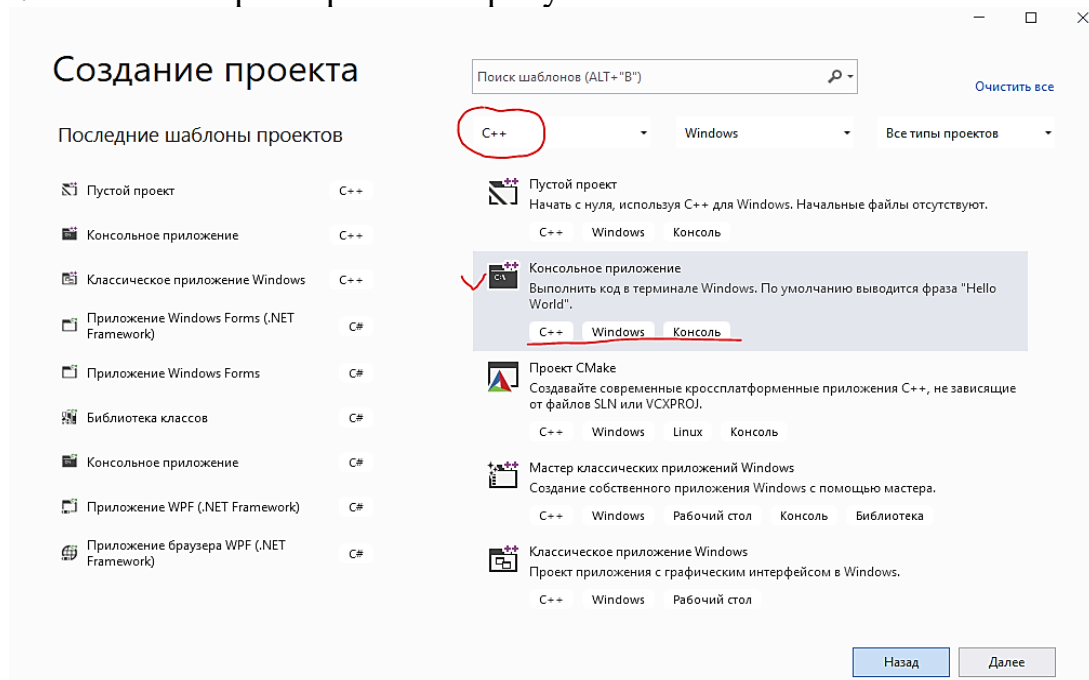 Создание проекта
Поиск шаблонов (ALT+"В")
Очистить все
Последние шаблоны проектов
C++
Windows
Все типы проектов
Пустой проект C++
Консольное приложение C++
Классическое приложение Windows C++
Приложение Windows Forms (.NET
Framework) C#
Приложение Windows Forms C#
Библиотека классов C#
Консольное приложение C#
Приложение WPF (.NET Framework) C#
Приложение браузера WPF (.NET
Framework) C#
Пустой проект
Начать с нуля, используя C++ для Windows. Начальные файлы отсутствуют.
C++ Windows Консоль
Консольное приложение
Выполнить код в терминале Windows. По умолчанию выводится фраза "Hello
World".
C++ Windows Консоль
Проект CMake
Создавайте современные кроссплатформенные приложения C++, не зависящие
от файлов SLN или VCXPROJ.
C++ Windows Linux Консоль
Мастер классических приложений Windows
Создание собственного приложения Windows с помощью мастера.
C++ Windows Рабочий стол Консоль Библиотека
Классическое приложение Windows
Проект приложения с графическим интерфейсом в Windows.
C++ Windows Рабочий стол
Назад
Далее